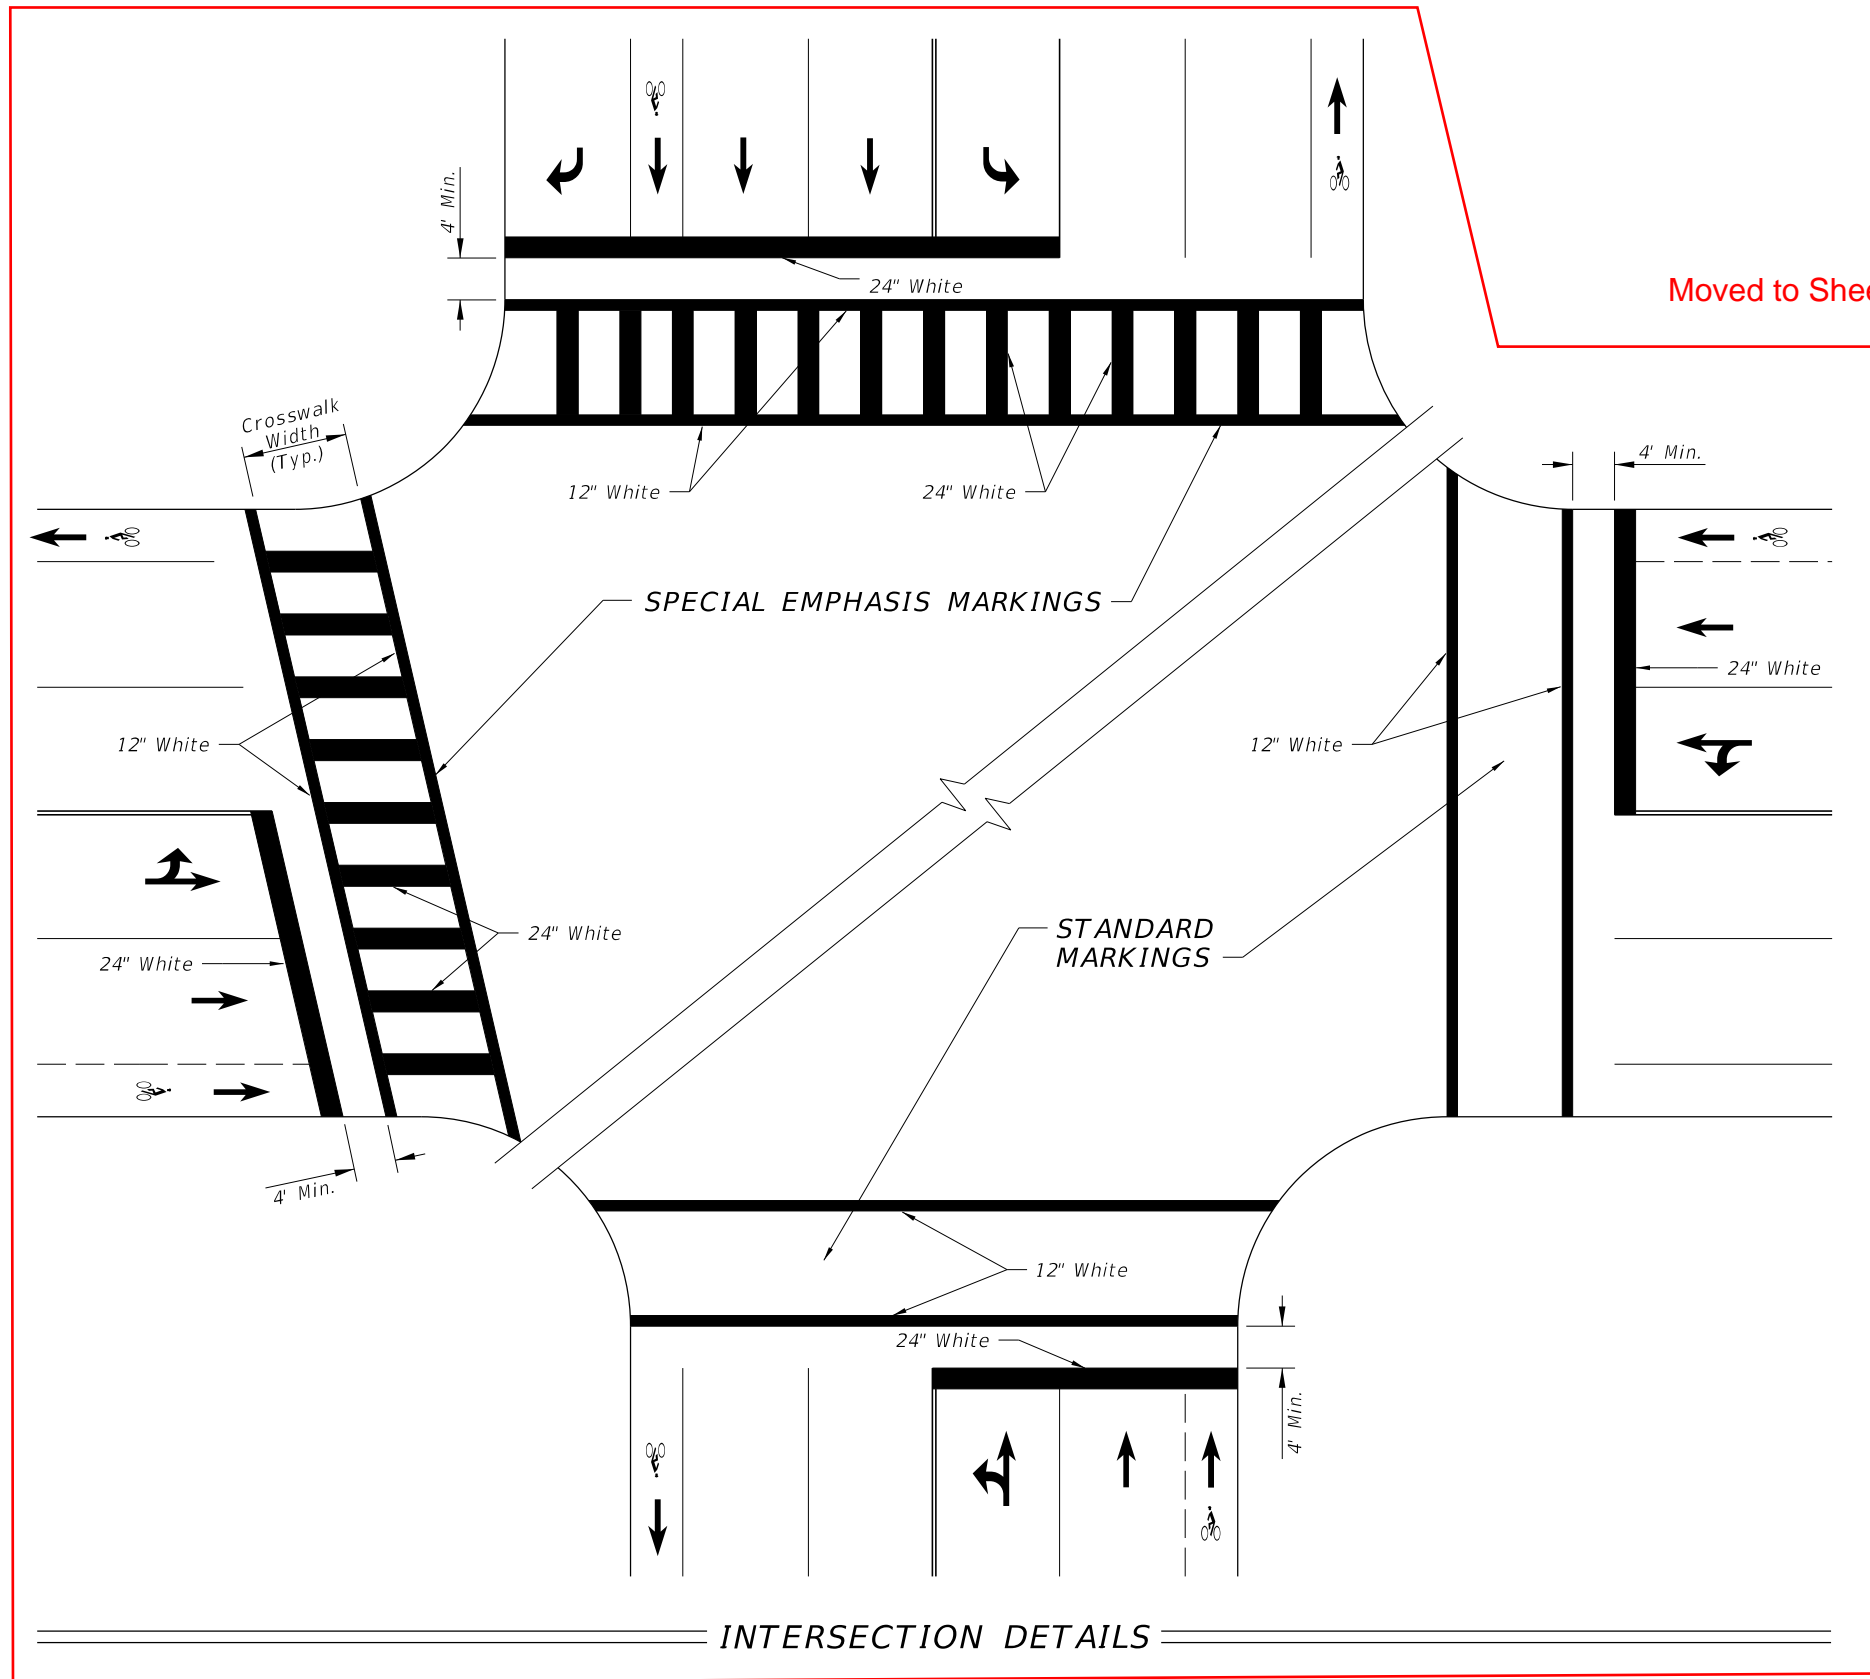 4' Min.
24" White
Moved to
Crosswalk
Width
(Typ.)
12" White
24" White
4' Min.
SPECIAL EMPHASIS MARKINGS
24" White
12" White
12" White
24" White
STANDARD
MARKINGS
24" White
4' Min.
12" White
24" White
4' Min.
INTERSECTION DETAILS